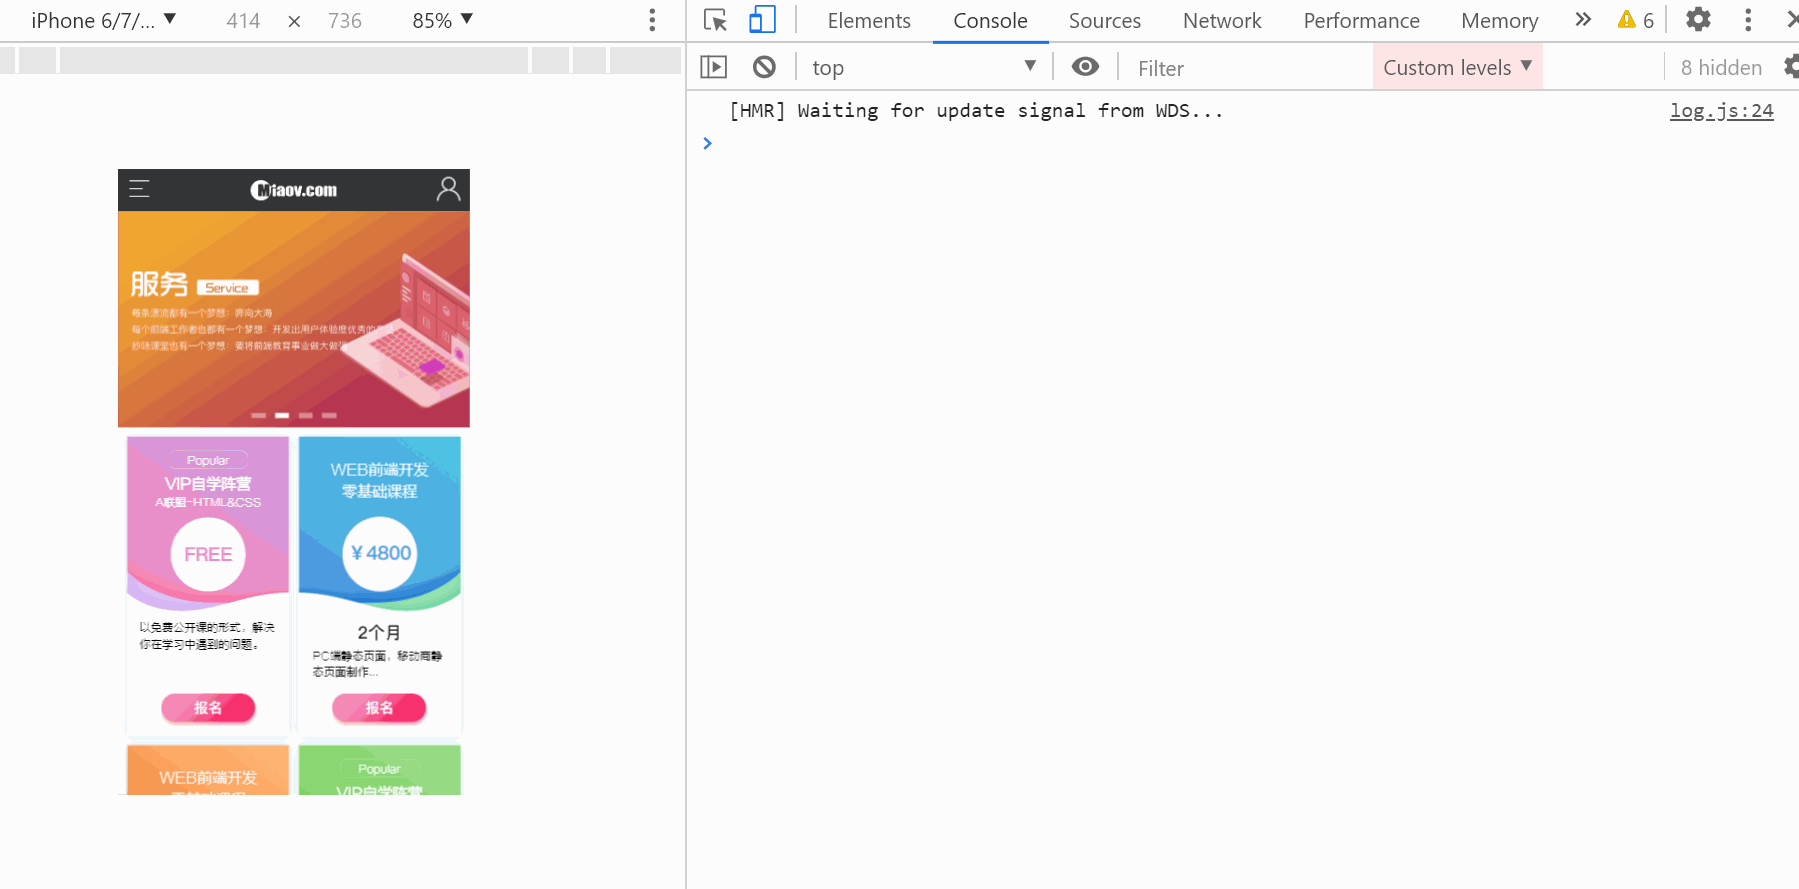 iPhone 6/7/... ▼ 414 × 736 85% ▼
Elements Console Sources Network Performance Memory » 6
top ▼ Filter Custom levels ▼ 8 hidden
[HMR] Waiting for update signal from WDS... log.js:24
>
Miaov.com
服务 Service
每条漂流都有一个梦想：奔向大海
每个前端工作者也都有一个梦想：开发出用户体验度优秀的
妙味课堂也有一个梦想：要将前端教育事业做大做
Popular
VIP自学阵营
A联盟-HTML&CSS
FREE
以免费公开课的形式，解决
你在学习中遇到的问题。
报名
WEB前端开发
零基础课程
¥4800
2个月
PC端静态页面，移动商静
态页面制作...
报名
WEB前端开发
零基础课程
Popular
VIP自学阵营